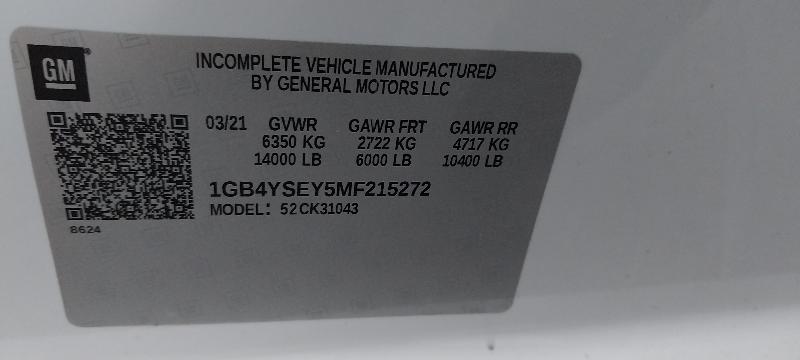 GM
INCOMPLETE VEHICLE MANUFACTURED
BY GENERAL MOTORS LLC
03/21 GVWR GAWR FRT GAWR RR
6350 KG 2722 KG 4717 KG
14000 LB 6000 LB 10400 LB
1GB4YSEY5MF215272
MODEL: 52CK31043
8624